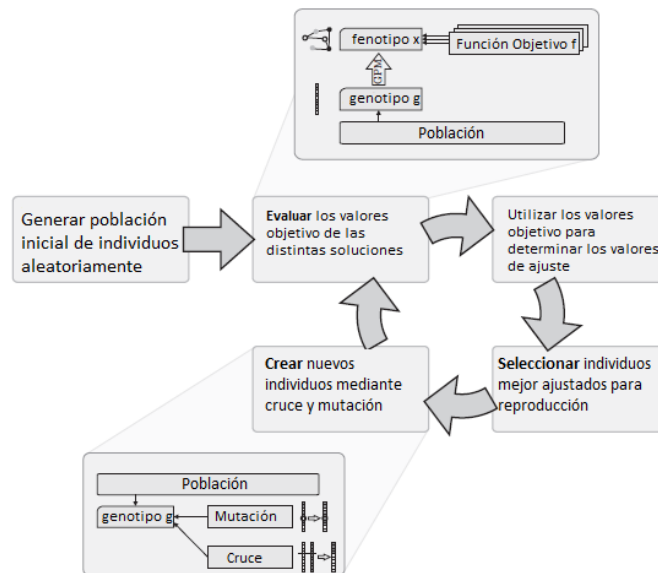 fenotipo x
Función Objetivo f
GPM
genotipo g
Población
Generar población
inicial de individuos
aleatoriamente
Evaluar los valores
objetivo de las
distintas soluciones
Utilizar los valores
objetivo para
determinar los valores
de ajuste
Crear nuevos
individuos mediante
cruce y mutación
Seleccionar individuos
mejor ajustados para
reproducción
Población
genotipo g
Mutación
Cruce